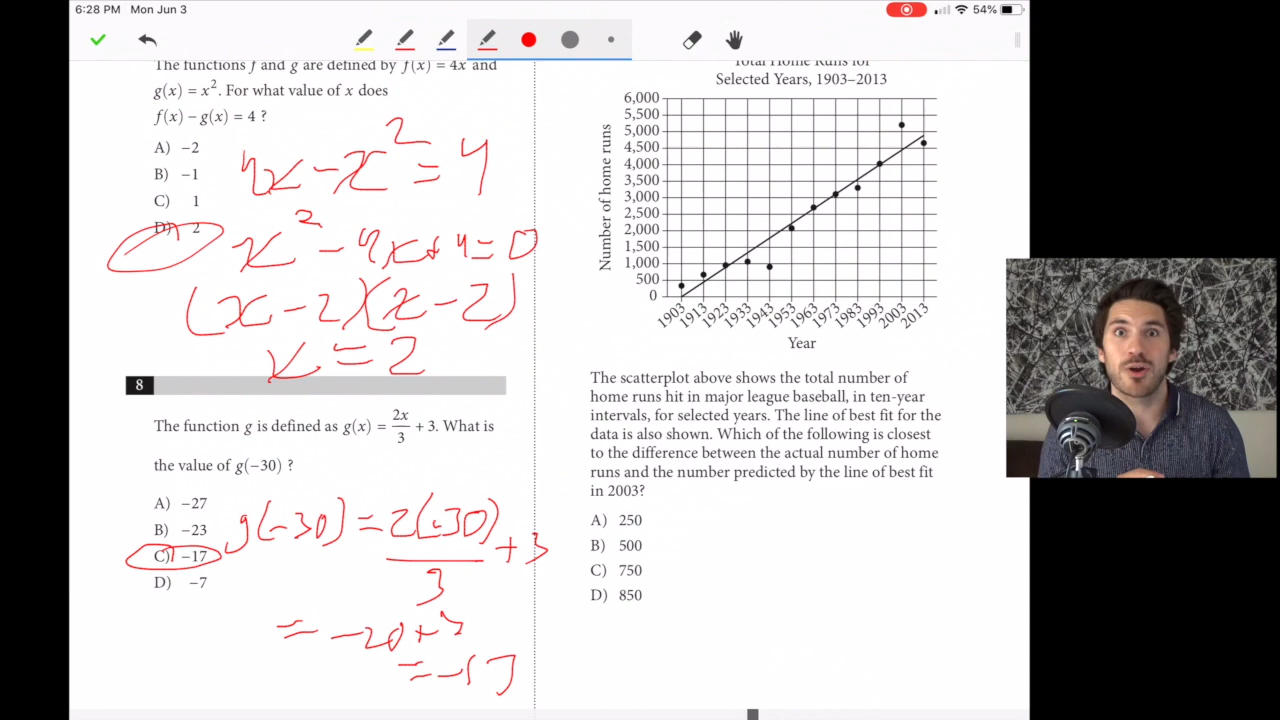 6:28 PM Mon Jun 3
54%
The functions f and g are defined by f(x) = 4x and
g(x) = x². For what value of x does
f(x) − g(x) = 4 ?
A) −2
B) −1
C) 1
D) 2
4x − x² = 4
x² − 4x + 4 = 0
(x − 2)(x − 2)
x = 2
8
The function g is defined as g(x) = 2x/3 + 3. What is
the value of g(−30) ?
A) −27
B) −23
C) −17
D) −7
g(−30) = 2(−30)/3 + 3
= −20 + 3
= −17
Total Home Runs for
Selected Years, 1903–2013
Number of home runs
6,000
5,500
5,000
4,500
4,000
3,500
3,000
2,500
2,000
1,500
1,000
500
0
1903 1913 1923 1933 1943 1953 1963 1973 1983 1993 2003 2013
Year
The scatterplot above shows the total number of
home runs hit in major league baseball, in ten-year
intervals, for selected years. The line of best fit for the
data is also shown. Which of the following is closest
to the difference between the actual number of home
runs and the number predicted by the line of best fit
in 2003?
A) 250
B) 500
C) 750
D) 850